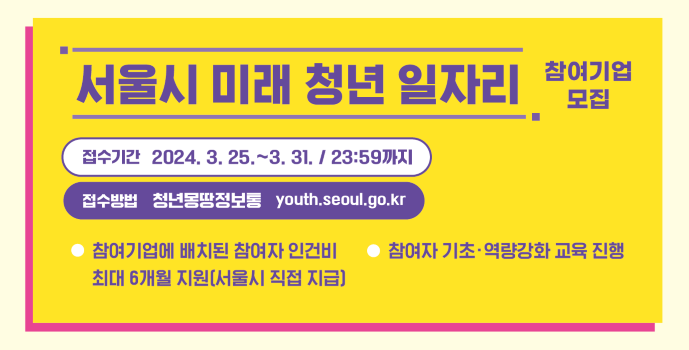 서울시 미래 청년 일자리
참여기업
모집
접수기간 2024. 3. 25.~3. 31. / 23:59까지
접수방법 청년몽땅정보통 youth.seoul.go.kr
참여기업에 배치된 참여자 인건비
최대 6개월 지원(서울시 직접 지급)
참여자 기초·역량강화 교육 진행